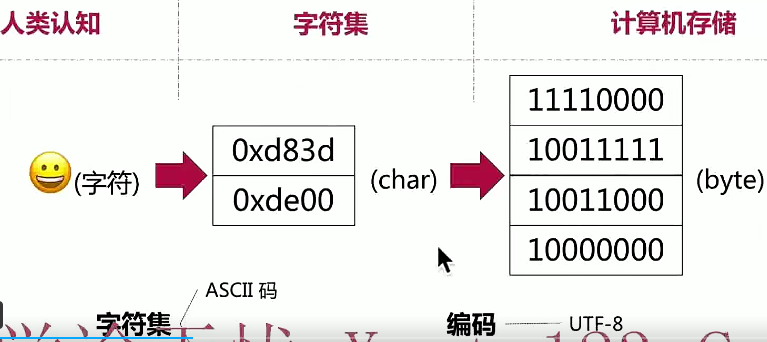 人类认知 字符集 计算机存储
11110000
0xd83d 10011111
(字符) (char) (byte)
0xde00 10011000
10000000
ASCII 码
字符集 编码 UTF-8